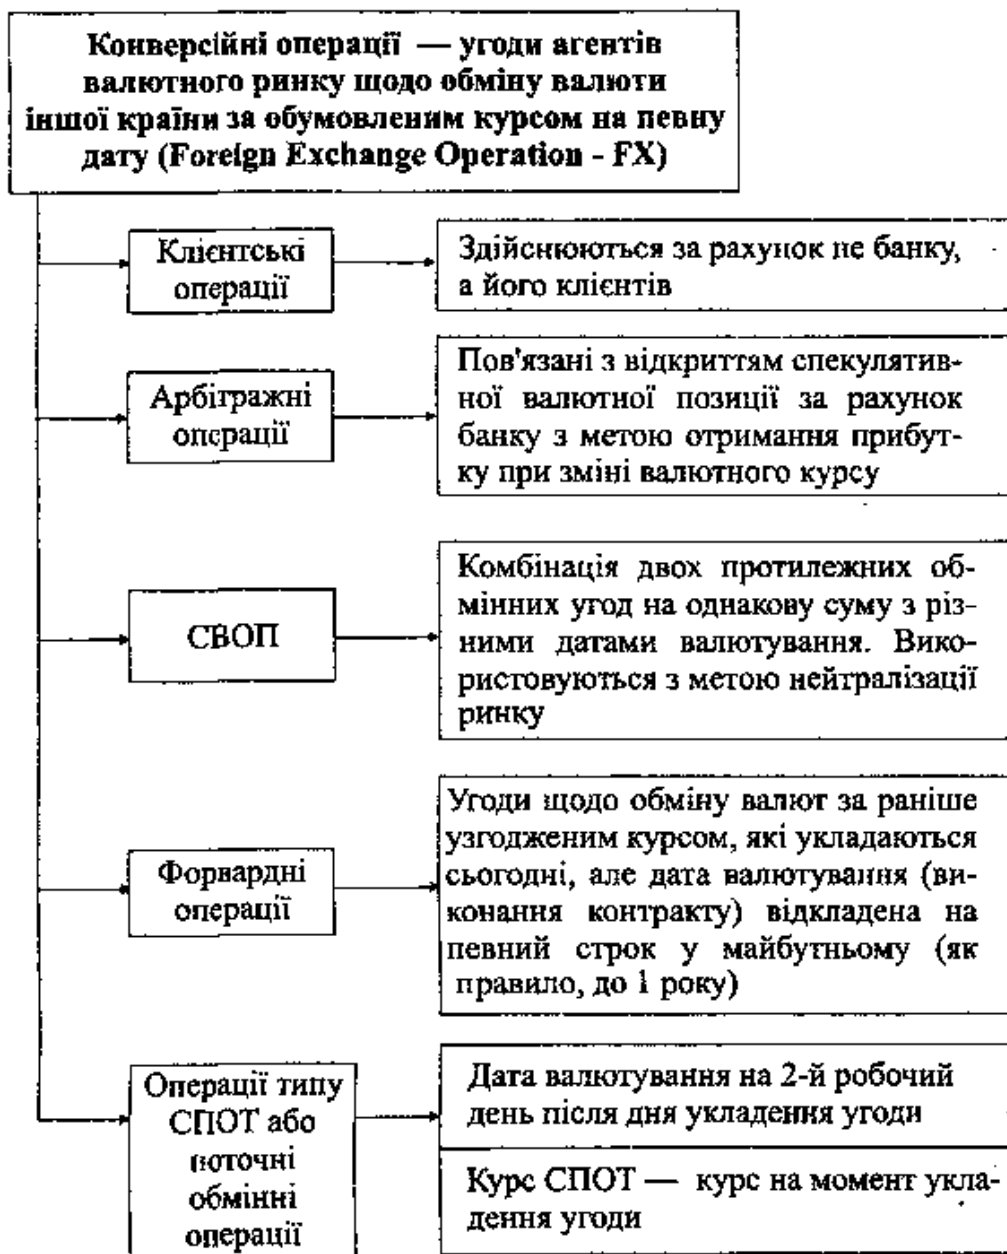 Конверсійні операції — угоди агентів
валютного ринку щодо обміну валюти
іншої країни за обумовленим курсом на певну
дату (Foreign Exchange Operation - FX)
Клієнтські
операції
Здійснюються за рахунок не банку,
а його клієнтів
Арбітражні
операції
Пов'язані з відкриттям спекулятив-
ної валютної позиції за рахунок
банку з метою отримання прибут-
ку при зміні валютного курсу
СВОП
Комбінація двох протилежних об-
мінних угод на однакову суму з різ-
ними датами валютування. Вико-
ристовуються з метою нейтралізації
ринку
Форвардні
операції
Угоди щодо обміну валют за раніше
узгодженим курсом, які укладаються
сьогодні, але дата валютування (ви-
конання контракту) відкладена на
певний строк у майбутньому (як
правило, до 1 року)
Операції типу
СПОТ або
поточні
обмінні
операції
Дата валютування на 2-й робочий
день після дня укладення угоди
Курс СПОТ — курс на момент укла-
дення угоди